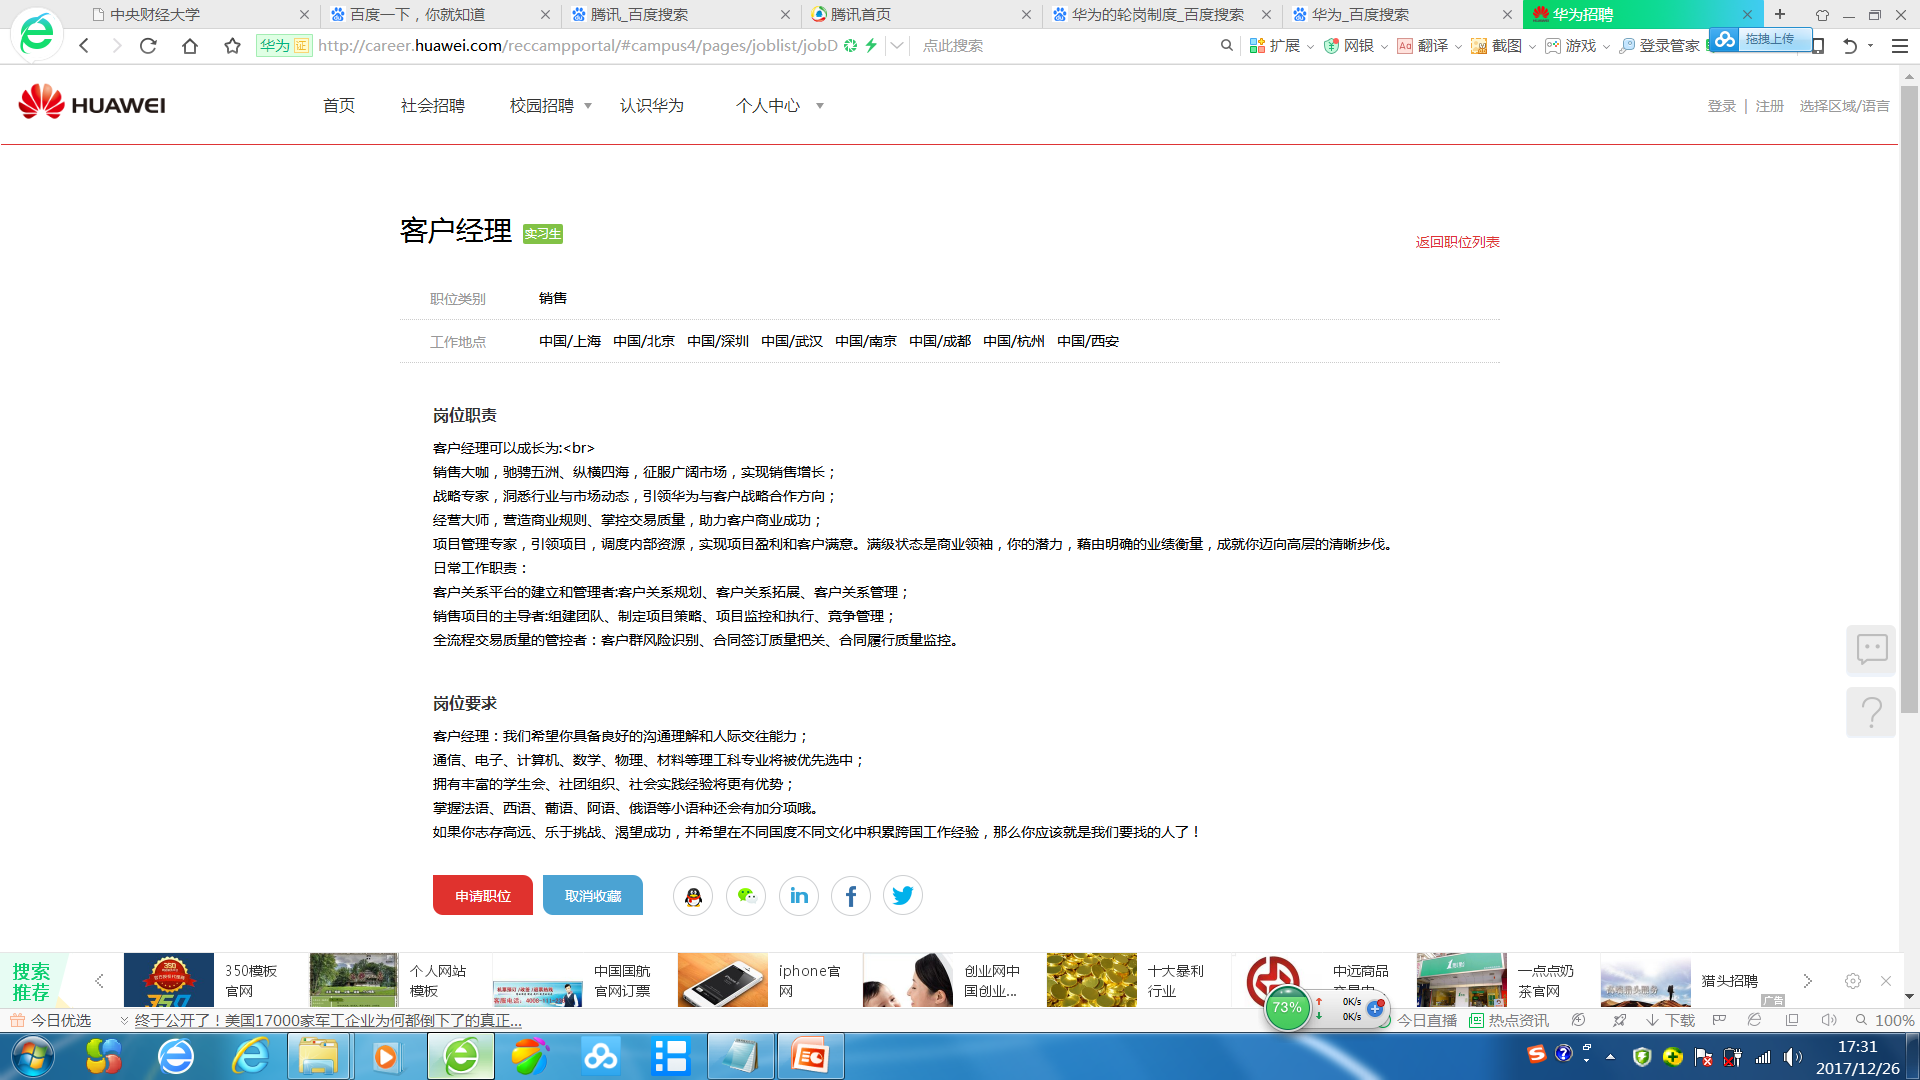 中央财经大学
百度一下，你就知道
腾讯_百度搜索
腾讯首页
华为的轮岗制度_百度搜索
华为_百度搜索
华为招聘
华为 证 http://career.huawei.com/reccampportal/#campus4/pages/joblist/jobD
点此搜索
扩展
网银
翻译
截图
游戏
登录管家
拖拽上传
HUAWEI
首页
社会招聘
校园招聘
认识华为
个人中心
登录 | 注册 选择区域/语言
客户经理 实习生
返回职位列表
职位类别 销售
工作地点 中国/上海 中国/北京 中国/深圳 中国/武汉 中国/南京 中国/成都 中国/杭州 中国/西安
岗位职责
客户经理可以成长为:<br>
销售大咖，驰骋五洲、纵横四海，征服广阔市场，实现销售增长；
战略专家，洞悉行业与市场动态，引领华为与客户战略合作方向；
经营大师，营造商业规则、掌控交易质量，助力客户商业成功；
项目管理专家，引领项目，调度内部资源，实现项目盈利和客户满意。满级状态是商业领袖，你的潜力，藉由明确的业绩衡量，成就你迈向高层的清晰步伐。
日常工作职责：
客户关系平台的建立和管理者:客户关系规划、客户关系拓展、客户关系管理；
销售项目的主导者:组建团队、制定项目策略、项目监控和执行、竞争管理；
全流程交易质量的管控者：客户群风险识别、合同签订质量把关、合同履行质量监控。
岗位要求
客户经理：我们希望你具备良好的沟通理解和人际交往能力；
通信、电子、计算机、数学、物理、材料等理工科专业将被优先选中；
拥有丰富的学生会、社团组织、社会实践经验将更有优势；
掌握法语、西语、葡语、阿语、俄语等小语种还会有加分项哦。
如果你志存高远、乐于挑战、渴望成功，并希望在不同国度不同文化中积累跨国工作经验，那么你应该就是我们要找的人了！
申请职位
取消收藏
搜索
推荐
350模板
官网
个人网站
模板
中国国航
官网订票
iphone官
网
创业网中
国创业...
十大暴利
行业
中远商品
一点点奶
茶官网
猎头招聘
广告
73%
0K/s
0K/s
今日优选
终于公开了！美国17000家军工企业为何都倒下了的真正...
今日直播
热点资讯
下载
100%
17:31
2017/12/26